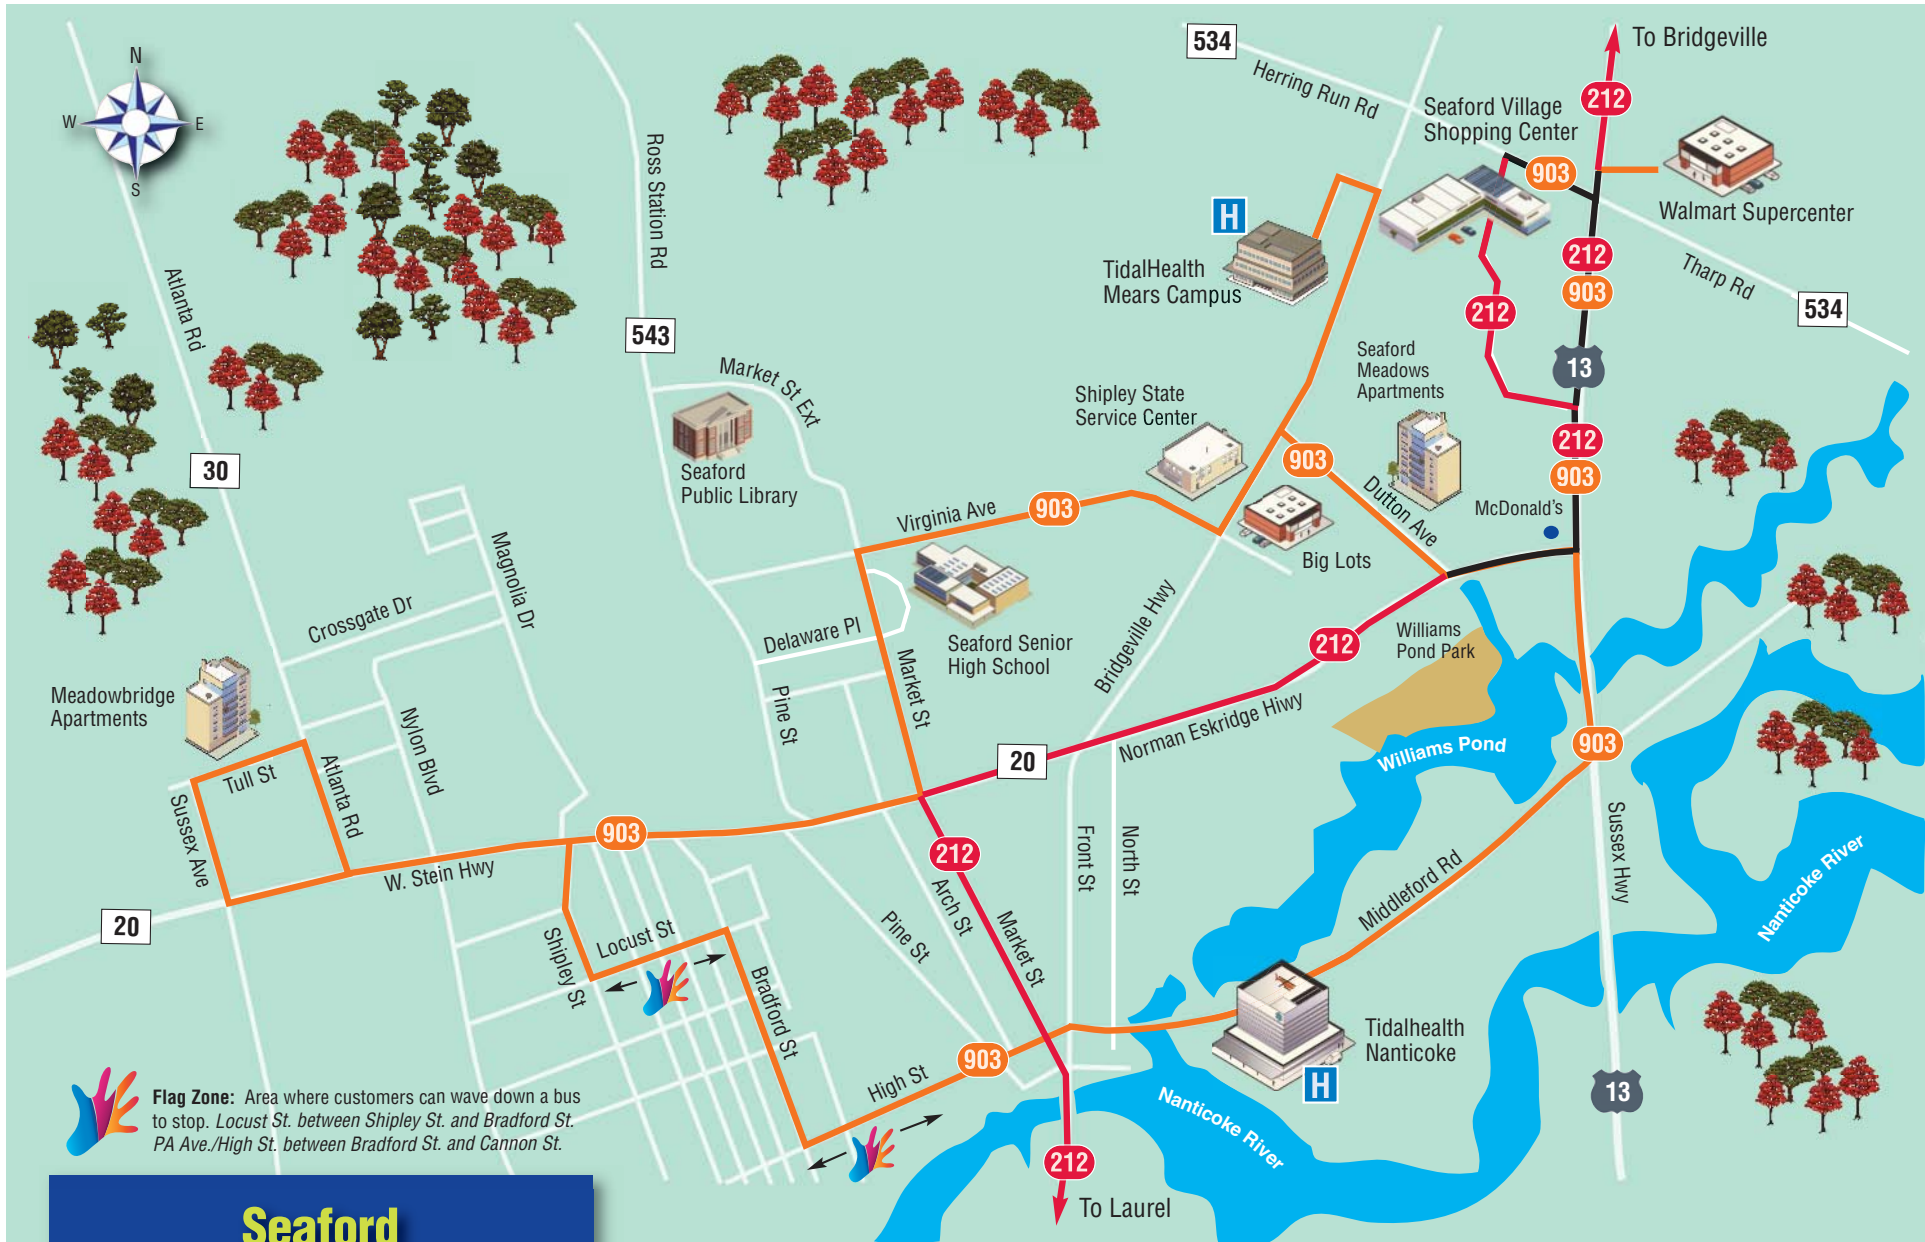 N
W
E
S
534
Herring Run Rd
To Bridgeville
212
Seaford Village
Shopping Center
903
Walmart Supercenter
Ross Station Rd
H
TidalHealth
Mears Campus
212
903
Tharp Rd
534
212
Atlanta Rd
543
13
Seaford
Meadows
Apartments
Market St Ext
Shipley State
Service Center
212
903
903
30
Seaford
Public Library
Dutton Ave
McDonald's
Virginia Ave
903
Big Lots
Magnolia Dr
Crossgate Dr
Delaware Pl
Seaford Senior
High School
Bridgeville Hwy
212
Williams
Pond Park
Market St
Pine St
Meadowbridge
Apartments
Nylon Blvd
Norman Eskridge Hiwy
Williams Pond
903
20
Tull St
Atlanta Rd
Sussex Ave
903
W. Stein Hwy
212
Front St
North St
Sussex Hwy
Nanticoke River
Middleford Rd
20
Arch St
Market St
Pine St
Shipley St
Locust St
Bradford St
Tidalhealth
Nanticoke
H
903
High St
13
Nanticoke River
Flag Zone: Area where customers can wave down a bus
to stop. Locust St. between Shipley St. and Bradford St.
PA Ave./High St. between Bradford St. and Cannon St.
212
To Laurel
Seaford